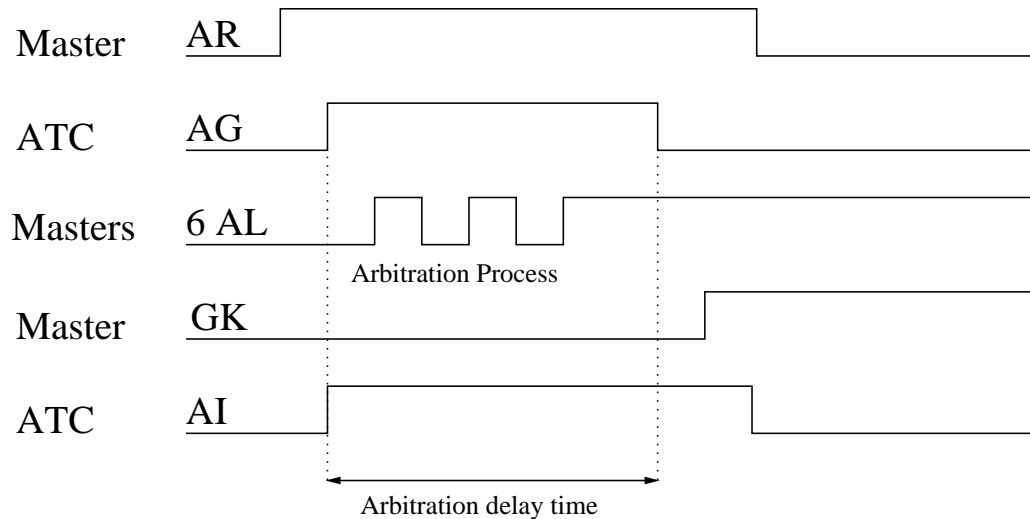 Master AR
ATC AG
Masters 6 AL
Arbitration Process
Master GK
ATC AI
Arbitration delay time